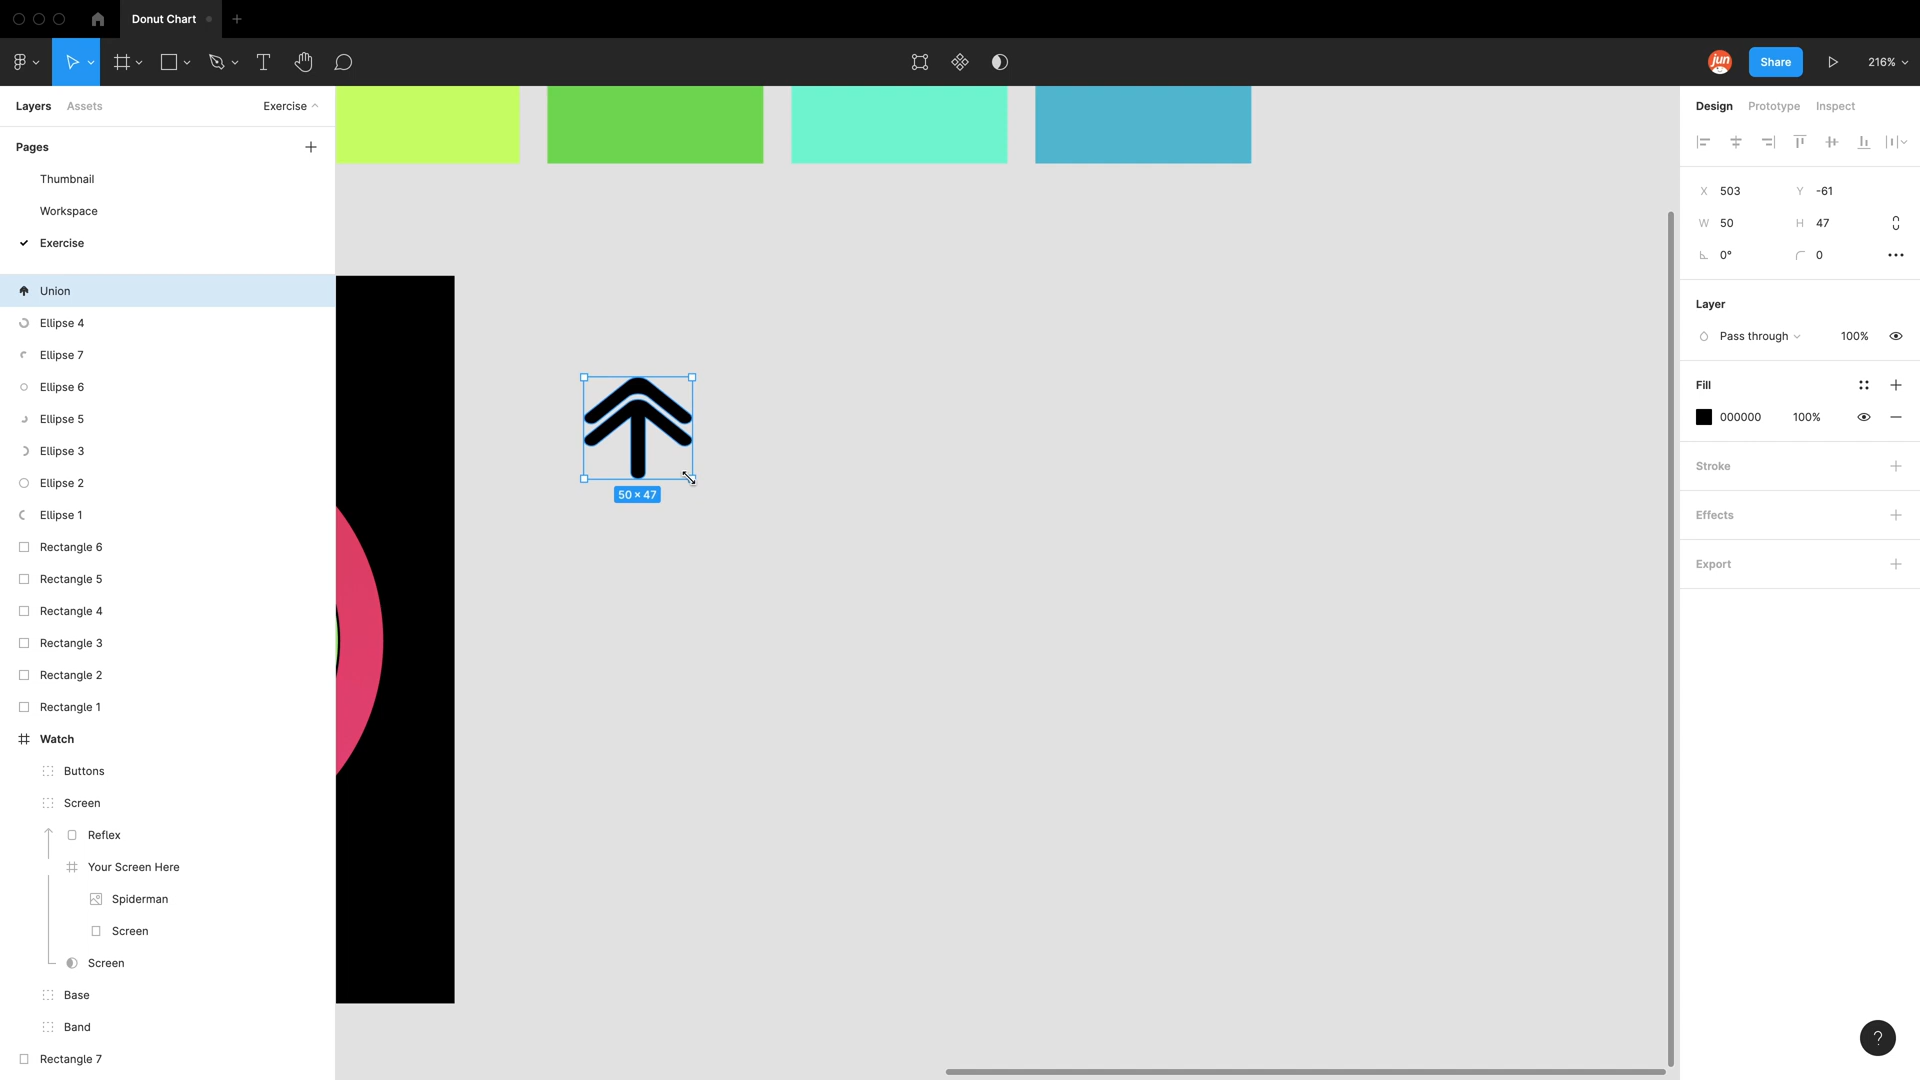 Donut Chart
jun
Share
216%
Layers
Assets
Exercise
Design
Prototype
Inspect
Pages
Thumbnail
Workspace
Exercise
Union
Ellipse 4
Ellipse 7
Ellipse 6
Ellipse 5
Ellipse 3
Ellipse 2
Ellipse 1
Rectangle 6
Rectangle 5
Rectangle 4
Rectangle 3
Rectangle 2
Rectangle 1
Watch
Buttons
Screen
Reflex
Your Screen Here
Spiderman
Screen
Screen
Base
Band
Rectangle 7
50 × 47
X 503 Y -61
W 50 H 47
0° 0
Layer
Pass through 100%
Fill
000000 100%
Stroke
Effects
Export
?